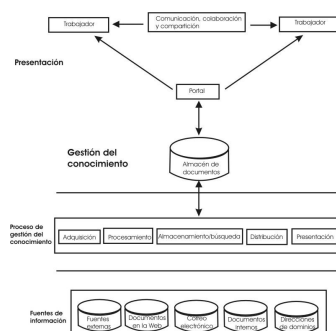 Comunicación, colaboración
y compartición
Trabajador
Trabajador
Presentación
Portal
Gestión del
conocimiento
Almacén de
documentos
Proceso de
gestión del
conocimiento
Adquisición
Procesamiento
Almacenamiento/búsqueda
Distribución
Presentación
Fuentes de
información
Fuentes
externas
Documentos
en la Web
Correo
electrónico
Documentos
internos
Direcciones
de dominios